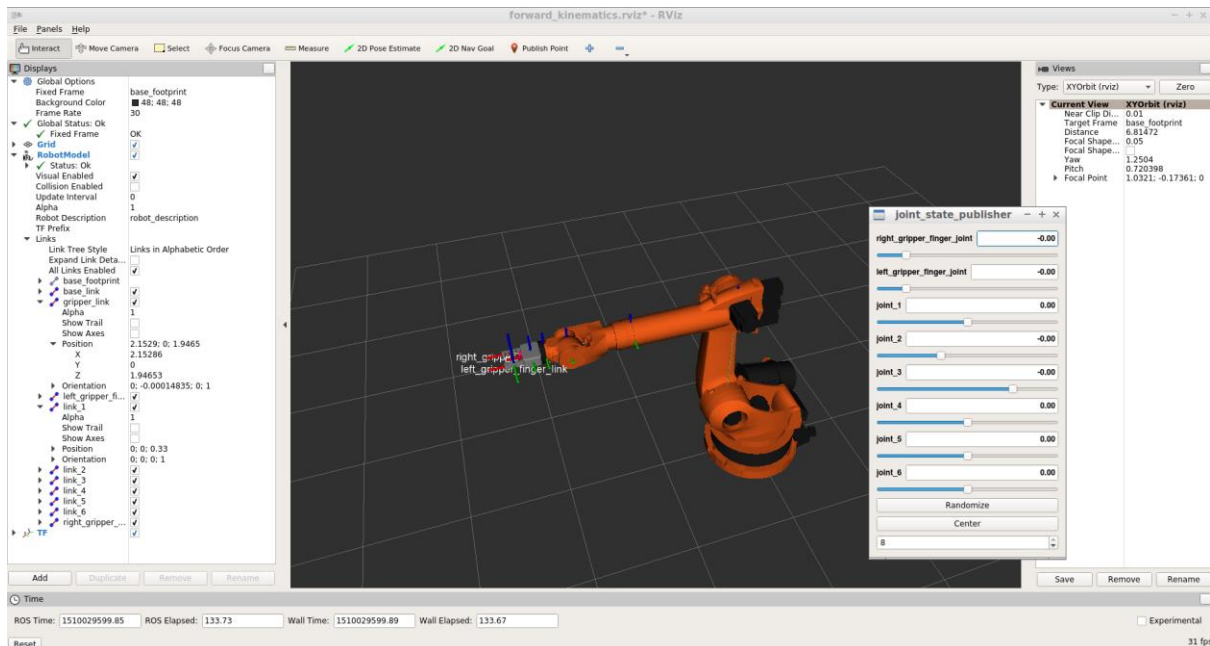 forward_kinematics.rviz* - RViz
File Panels Help
Interact Move Camera Select Focus Camera Measure 2D Pose Estimate 2D Nav Goal Publish Point
Displays
Global Options
Fixed Frame base_footprint
Background Color 48; 48; 48
Frame Rate 30
Global Status: Ok
Fixed Frame OK
Grid
RobotModel
Status: Ok
Visual Enabled
Collision Enabled
Update Interval 0
Alpha 1
Robot Description robot_description
TF Prefix
Links
Link Tree Style Links in Alphabetic Order
Expand Link Deta...
All Links Enabled
base_footprint
base_link
gripper_link
Alpha 1
Show Trail
Show Axes
Position 2.1529; 0; 1.9465
X 2.15286
Y 0
Z 1.94653
Orientation 0; -0.00014835; 0; 1
left_gripper_fi...
link_1
Alpha 1
Show Trail
Show Axes
Position 0; 0; 0.33
Orientation 0; 0; 0; 1
link_2
link_3
link_4
link_5
link_6
right_gripper_...
TF
Add Duplicate Remove Rename
left_gripper_finger_link
joint_state_publisher
right_gripper_finger_joint -0.00
left_gripper_finger_joint -0.00
joint_1 0.00
joint_2 -0.00
joint_3 -0.00
joint_4 0.00
joint_5 0.00
joint_6 0.00
Randomize
Center
8
Views
Type: XYOrbit (rviz) Zero
Current View XYOrbit (rviz)
Near Clip Di... 0.01
Target Frame base_footprint
Distance 6.81472
Focal Shape... 0.05
Focal Shape...
Yaw 1.2504
Pitch 0.720398
Focal Point 1.0321; -0.17361; 0
Save Remove Rename
Time
ROS Time: 1510029599.85 ROS Elapsed: 133.73 Wall Time: 1510029599.89 Wall Elapsed: 133.67 Experimental
Reset 31 fps